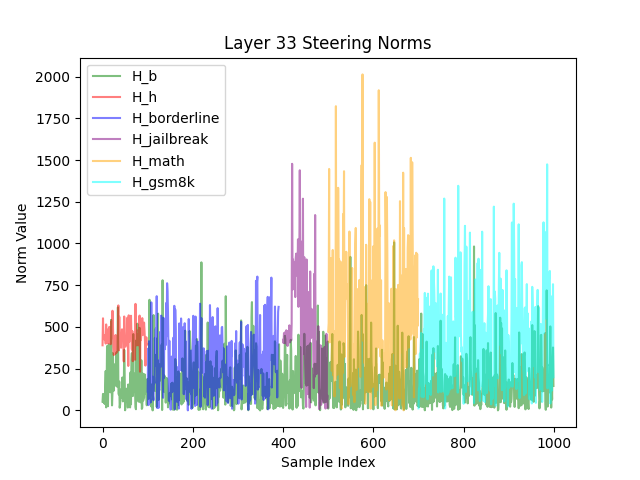 Layer 33 Steering Norms
H_b
H_h
H_borderline
H_jailbreak
H_math
H_gsm8k
Norm Value
2000
1750
1500
1250
1000
750
500
250
0
0 200 400 600 800 1000
Sample Index